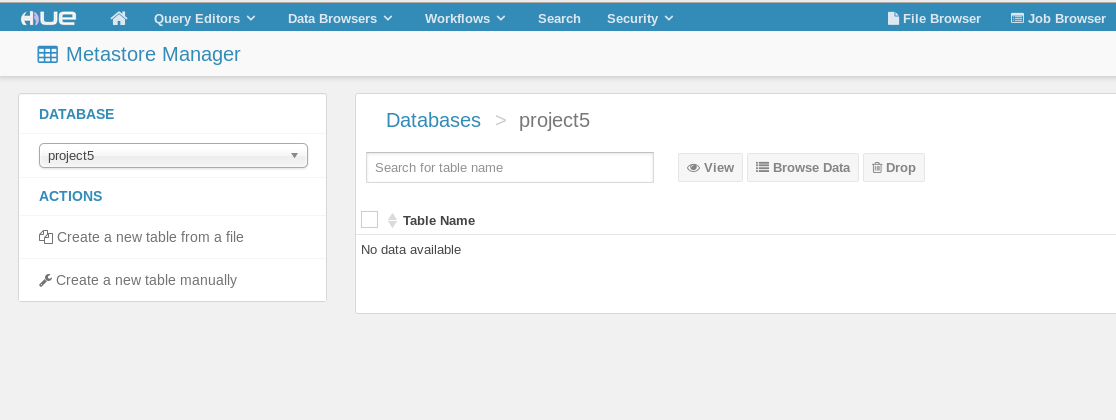 HUE Query Editors Data Browsers Workflows Search Security File Browser Job Browser
Metastore Manager
DATABASE
project5
ACTIONS
Create a new table from a file
Create a new table manually
Databases > project5
Search for table name View Browse Data Drop
Table Name
No data available